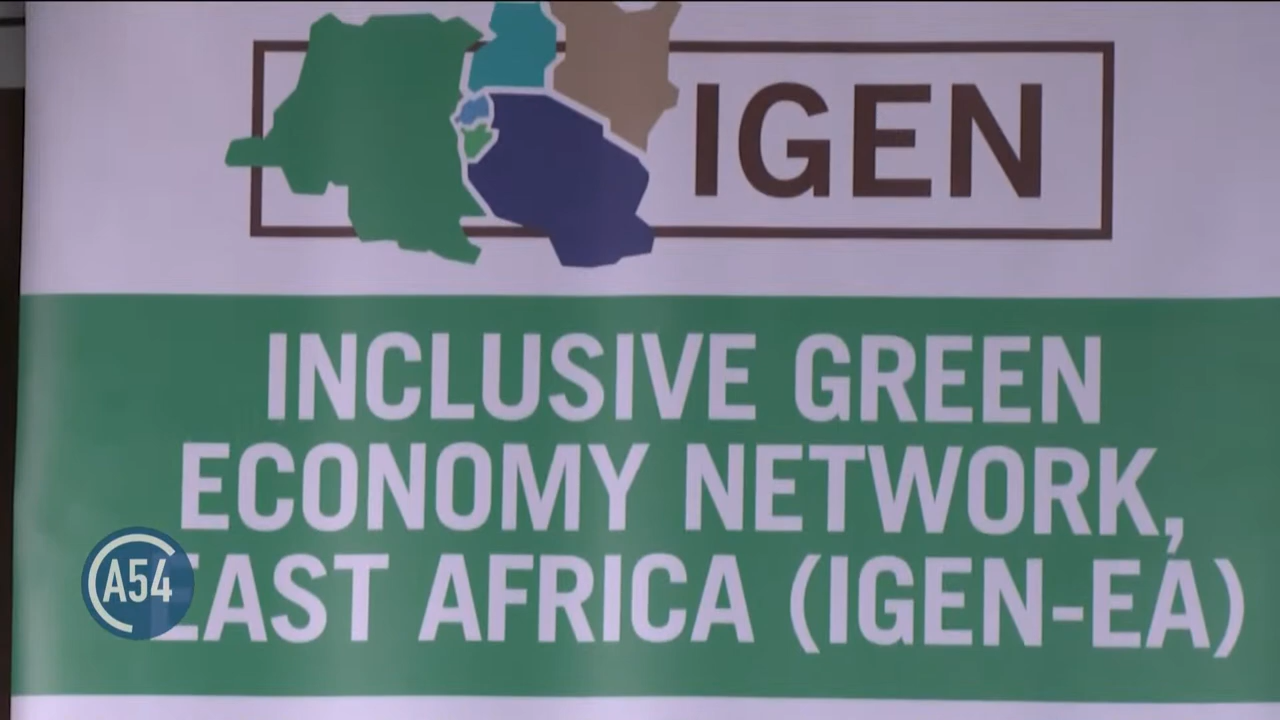 IGEN
INCLUSIVE GREEN
ECONOMY NETWORK,
EAST AFRICA (IGEN-EA)
A54